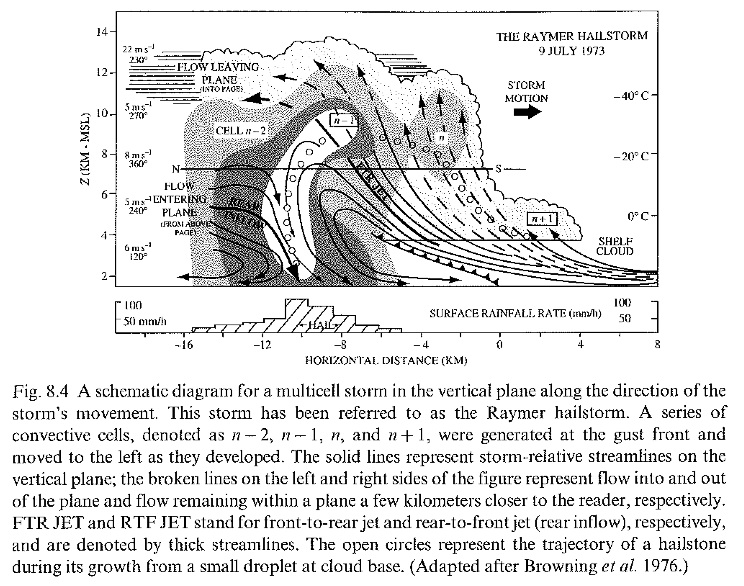 THE RAYMER HAILSTORM
9 JULY 1973
14
12
10
8
6
4
2
Z (KM - MSL)
22 m s-1
230°
5 m s-1
270°
8 m s-1
360°
5 m s-1
240°
6 m s-1
120°
FLOW LEAVING
PLANE
(INTO PAGE)
CELL n−2
n−1
n
n+1
STORM
MOTION
−40° C
−20° C
0° C
N
S
FLOW
ENTERING
PLANE
(FROM ABOVE
PAGE)
REAR
INFLOW
FTR JET
SHELF
CLOUD
100
50 mm/h
HAIL
SURFACE RAINFALL RATE (mm/h)
100
50
−16
−12
−8
−4
0
4
8
HORIZONTAL DISTANCE (KM)
Fig. 8.4 A schematic diagram for a multicell storm in the vertical plane along the direction of the
storm's movement. This storm has been referred to as the Raymer hailstorm. A series of
convective cells, denoted as n − 2, n − 1, n, and n + 1, were generated at the gust front and
moved to the left as they developed. The solid lines represent storm-relative streamlines on the
vertical plane; the broken lines on the left and right sides of the figure represent flow into and out
of the plane and flow remaining within a plane a few kilometers closer to the reader, respectively.
FTR JET and RTF JET stand for front-to-rear jet and rear-to-front jet (rear inflow), respectively,
and are denoted by thick streamlines. The open circles represent the trajectory of a hailstone
during its growth from a small droplet at cloud base. (Adapted after Browning et al. 1976.)